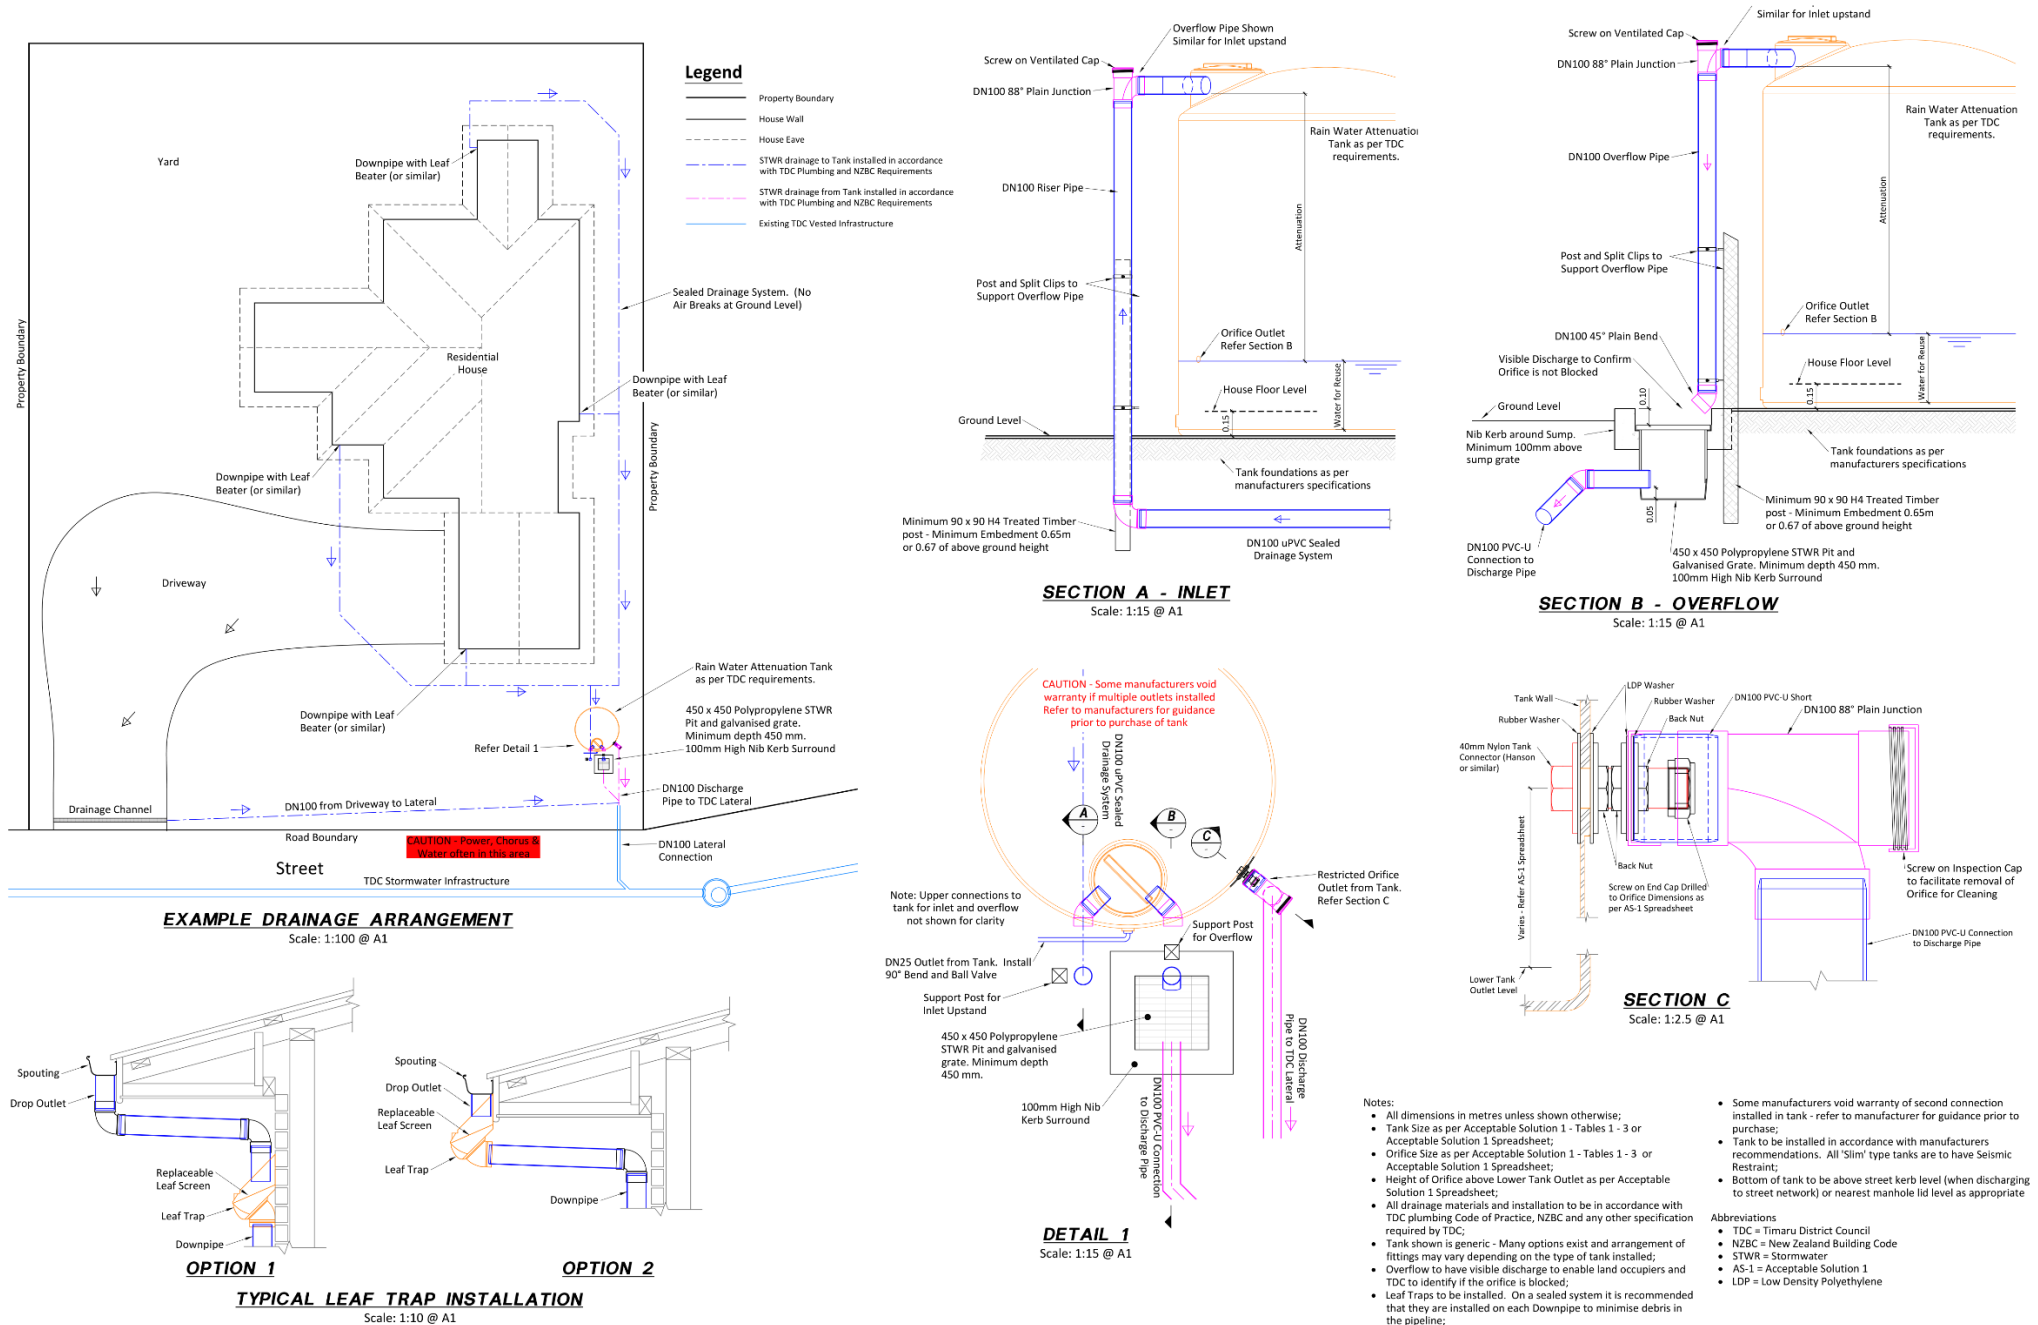 Yard
Property Boundary
Downpipe with Leaf
Beater (or similar)
Sealed Drainage System.  (No
Air Breaks at Ground Level)
Residential
House
Downpipe with Leaf
Beater (or similar)
Property Boundary
Downpipe with Leaf
Beater (or similar)
Driveway
Rain Water Attenuation Tank
as per TDC requirements.
450 x 450 Polypropylene STWR
Pit and galvanised grate.
Minimum depth 450 mm.
100mm High Nib Kerb Surround
Downpipe with Leaf
Beater (or similar)
Refer Detail 1
DN100 Discharge
Pipe to TDC Lateral
Drainage Channel
DN100 from Driveway to Lateral
Road Boundary
CAUTION - Power, Chorus &
Water often in this area
DN100 Lateral
Connection
Street
TDC Stormwater Infrastructure
EXAMPLE DRAINAGE ARRANGEMENT
Scale: 1:100 @ A1
Legend
Property Boundary
House Wall
House Eave
STWR drainage to Tank installed in accordance
with TDC Plumbing and NZBC Requirements
STWR drainage from Tank installed in accordance
with TDC Plumbing and NZBC Requirements
Existing TDC Vested Infrastructure
Overflow Pipe Shown
Similar for Inlet upstand
Screw on Ventilated Cap
DN100 88° Plain Junction
Rain Water Attenuation
Tank as per TDC
requirements.
DN100 Riser Pipe
Attenuation
Post and Split Clips to
Support Overflow Pipe
Orifice Outlet
Refer Section B
House Floor Level
Water for Reuse
0.15
Ground Level
Tank foundations as per
manufacturers specifications
Minimum 90 x 90 H4 Treated Timber
post - Minimum Embedment 0.65m
or 0.67 of above ground height
DN100 uPVC Sealed
Drainage System
SECTION A - INLET
Scale: 1:15 @ A1
Similar for Inlet upstand
Screw on Ventilated Cap
DN100 88° Plain Junction
Rain Water Attenuation
Tank as per TDC
requirements.
DN100 Overflow Pipe
Attenuation
Post and Split Clips to
Support Overflow Pipe
Orifice Outlet
Refer Section B
DN100 45° Plain Bend
Visible Discharge to Confirm
Orifice is not Blocked
House Floor Level
Water for Reuse
0.10
0.15
Ground Level
Nib Kerb around Sump.
Minimum 100mm above
sump grate
Tank foundations as per
manufacturers specifications
0.05
Minimum 90 x 90 H4 Treated Timber
post - Minimum Embedment 0.65m
or 0.67 of above ground height
DN100 PVC-U
Connection to
Discharge Pipe
450 x 450 Polypropylene STWR Pit and
Galvanised Grate. Minimum depth 450 mm.
100mm High Nib Kerb Surround
SECTION B - OVERFLOW
Scale: 1:15 @ A1
CAUTION - Some manufacturers void
warranty if multiple outlets installed
Refer to manufacturers for guidance
prior to purchase of tank
DN100 uPVC Sealed
Drainage System
A
-
B
-
C
-
Restricted Orifice
Outlet from Tank.
Refer Section C
Note: Upper connections to
tank for inlet and overflow
not shown for clarity
Support Post
for Overflow
DN25 Outlet from Tank.  Install
90° Bend and Ball Valve
Support Post for
Inlet Upstand
450 x 450 Polypropylene
STWR Pit and galvanised
grate. Minimum depth
450 mm.
100mm High Nib
Kerb Surround
DN100 PVC-U Connection
to Discharge Pipe
DN100 Discharge
Pipe to TDC Lateral
DETAIL 1
Scale: 1:15 @ A1
LDP Washer
Tank Wall
Rubber Washer
DN100 PVC-U Short
DN100 88° Plain Junction
Rubber Washer
Back Nut
40mm Nylon Tank
Connector (Hanson
or similar)
Varies - Refer AS-1 Spreadsheet
Back Nut
Screw on End Cap Drilled
to Orifice Dimensions as
per AS-1 Spreadsheet
Screw on Inspection Cap
to facilitate removal of
Orifice for Cleaning
DN100 PVC-U Connection
to Discharge Pipe
Lower Tank
Outlet Level
SECTION C
Scale: 1:2.5 @ A1
Spouting
Drop Outlet
Replaceable
Leaf Screen
Leaf Trap
Downpipe
OPTION 1
Spouting
Drop Outlet
Replaceable
Leaf Screen
Leaf Trap
Downpipe
OPTION 2
TYPICAL LEAF TRAP INSTALLATION
Scale: 1:10 @ A1
Notes:
• All dimensions in metres unless shown otherwise;
• Tank Size as per Acceptable Solution 1 - Tables 1 - 3 or
Acceptable Solution 1 Spreadsheet;
• Orifice Size as per Acceptable Solution 1 - Tables 1 - 3  or
Acceptable Solution 1 Spreadsheet;
• Height of Orifice above Lower Tank Outlet as per Acceptable
Solution 1 Spreadsheet;
• All drainage materials and installation to be in accordance with
TDC plumbing Code of Practice, NZBC and any other specification
required by TDC;
• Tank shown is generic - Many options exist and arrangement of
fittings may vary depending on the type of tank installed;
• Overflow to have visible discharge to enable land occupiers and
TDC to identify if the orifice is blocked;
• Leaf Traps to be installed.  On a sealed system it is recommended
that they are installed on each Downpipe to minimise debris in
the pipeline;
• Some manufacturers void warranty of second connection
installed in tank - refer to manufacturer for guidance prior to
purchase;
• Tank to be installed in accordance with manufacturers
recommendations.  All 'Slim' type tanks are to have Seismic
Restraint;
• Bottom of tank to be above street kerb level (when discharging
to street network) or nearest manhole lid level as appropriate
Abbreviations
• TDC = Timaru District Council
• NZBC = New Zealand Building Code
• STWR = Stormwater
• AS-1 = Acceptable Solution 1
• LDP = Low Density Polyethylene